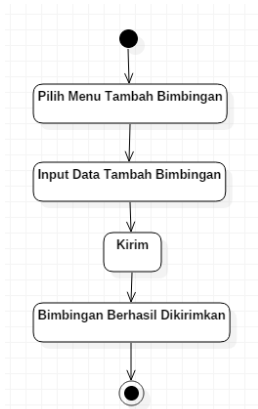 Pilih Menu Tambah Bimbingan
Input Data Tambah Bimbingan
Kirim
Bimbingan Berhasil Dikirimkan